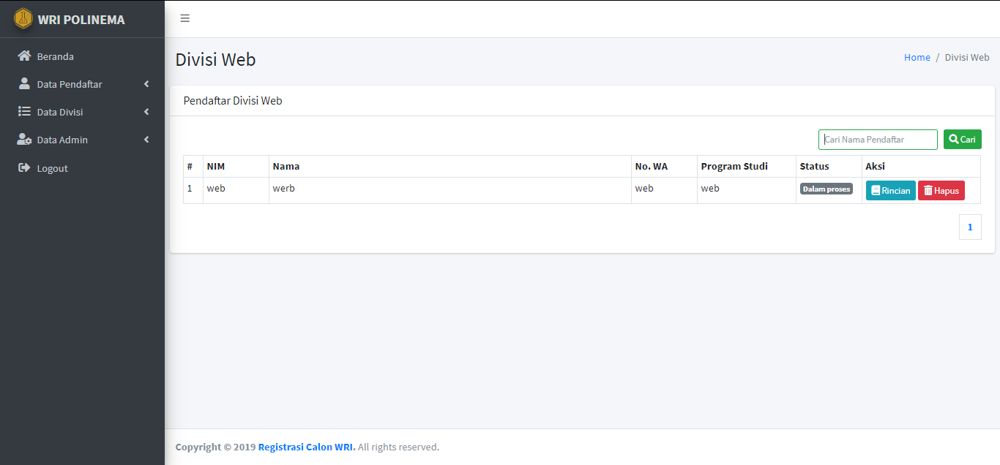 WRI POLINEMA
Beranda
Data Pendaftar
Data Divisi
Data Admin
Logout
Divisi Web
Home / Divisi Web
Pendaftar Divisi Web
Cari Nama Pendaftar Cari
# NIM Nama No. WA Program Studi Status Aksi
1 web werb web web Dalam proses Rincian Hapus
1
Copyright © 2019 Registrasi Calon WRI. All rights reserved.